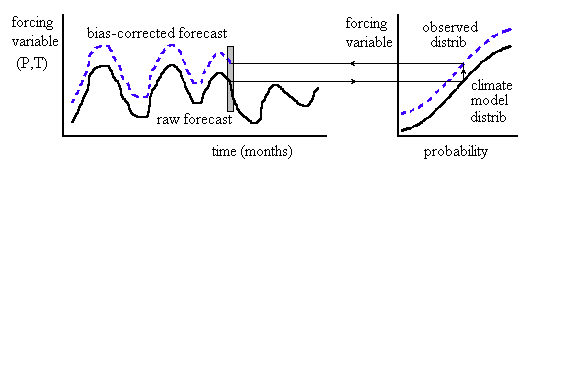 forcing
variable
(P,T)
bias-corrected forecast
raw forecast
time (months)
forcing
variable
observed
distrib
climate
model
distrib
probability